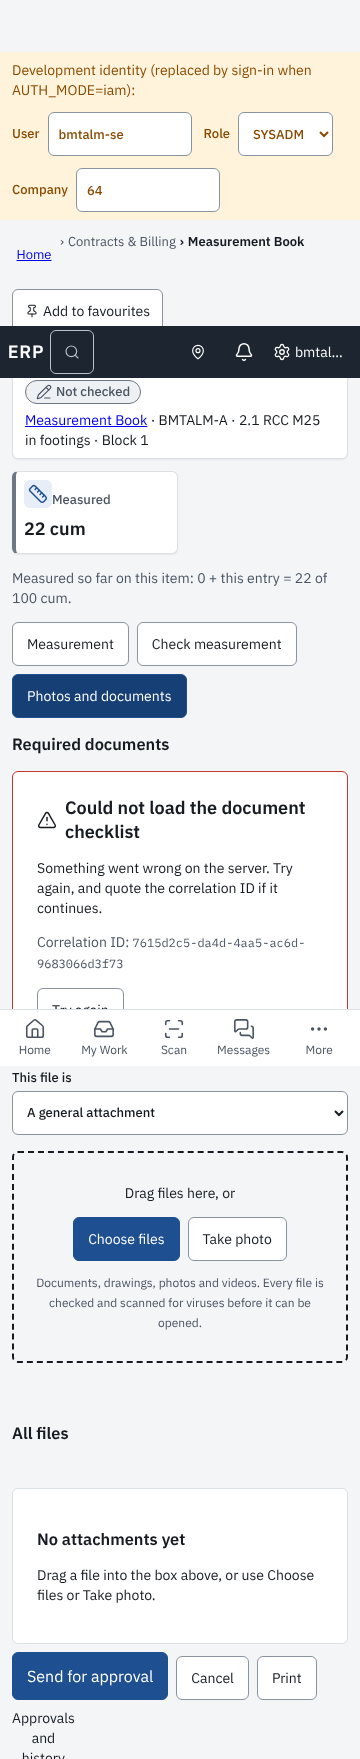 Development identity (replaced by sign-in when
AUTH_MODE=iam):
User bmtalm-se Role SYSADM
Company 64
Home › Contracts & Billing › Measurement Book
Add to favourites
ERP bmtal...
Not checked
Measurement Book · BMTALM-A · 2.1 RCC M25
in footings · Block 1
Measured
22 cum
Measured so far on this item: 0 + this entry = 22 of
100 cum.
Measurement Check measurement
Photos and documents
Required documents
Could not load the document
checklist
Something went wrong on the server. Try
again, and quote the correlation ID if it
continues.
Correlation ID: 7615d2c5-da4d-4aa5-ac6d-
9683066d3f73
Try again
Home My Work Scan Messages More
This file is
A general attachment
Drag files here, or
Choose files Take photo
Documents, drawings, photos and videos. Every file is
checked and scanned for viruses before it can be
opened.
All files
No attachments yet
Drag a file into the box above, or use Choose
files or Take photo.
Send for approval Cancel Print
Approvals
and
history